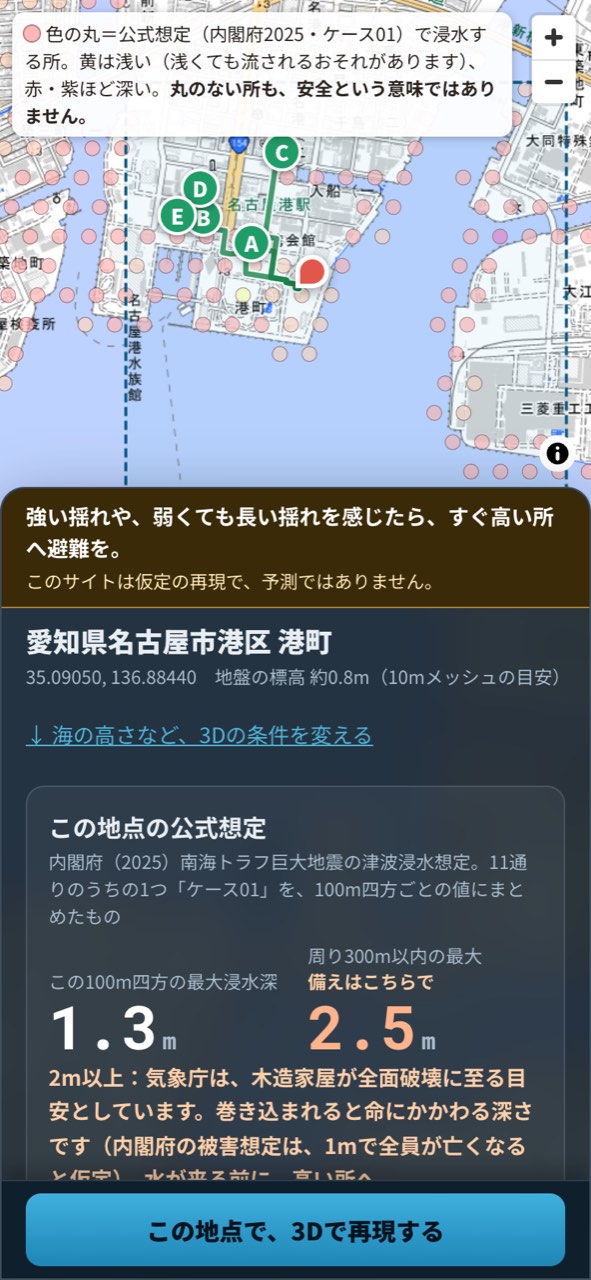 色の丸＝公式想定（内閣府2025・ケース01）で浸水す
る所。黄は浅い（浅くても流されるおそれがあります）、
赤・紫ほど深い。丸のない所も、安全という意味ではあり
ません。
+
−
154
C
大同特殊
D
入船
E
B
名古屋港駅
A
会館
築地町
港町
大江
名古屋港水族館
三菱重工
i
強い揺れや、弱くても長い揺れを感じたら、すぐ高い所
へ避難を。
このサイトは仮定の再現で、予測ではありません。
愛知県名古屋市港区 港町
35.09050, 136.88440　地盤の標高 約0.8m（10mメッシュの目安）
↓ 海の高さなど、3Dの条件を変える
この地点の公式想定
内閣府（2025）南海トラフ巨大地震の津波浸水想定。11通
りのうちの1つ「ケース01」を、100m四方ごとの値にまと
めたもの
この100m四方の最大浸水深
1.3m
周り300m以内の最大
備えはこちらで
2.5m
2m以上：気象庁は、木造家屋が全面破壊に至る目
安としています。巻き込まれると命にかかわる深さ
です（内閣府の被害想定は、1mで全員が亡くなる
と仮定）。水が来る前に、高い所へ
この地点で、3Dで再現する